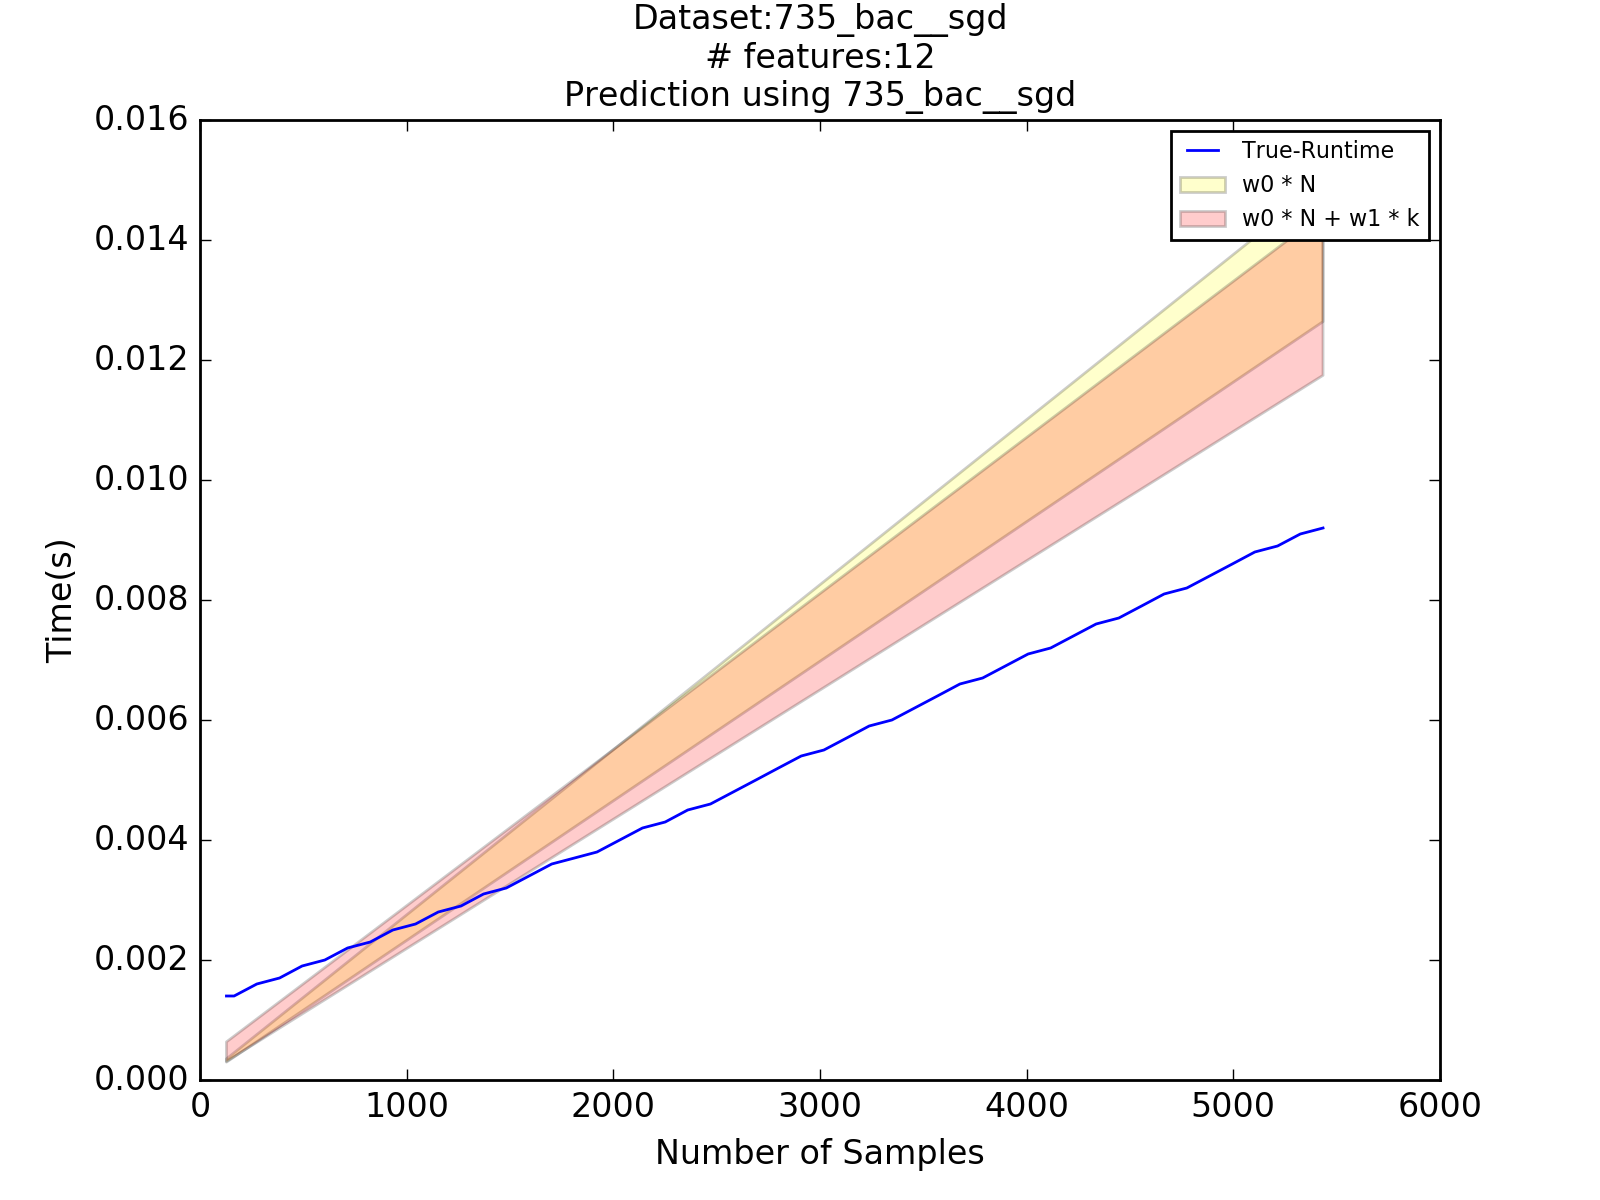 Dataset:735_bac__sgd
# features:12
Prediction using 735_bac__sgd
0.016
0.014
0.012
0.010
0.008
0.006
0.004
0.002
0.000
Time(s)
True-Runtime
w0 * N
w0 * N + w1 * k
0 1000 2000 3000 4000 5000 6000
Number of Samples